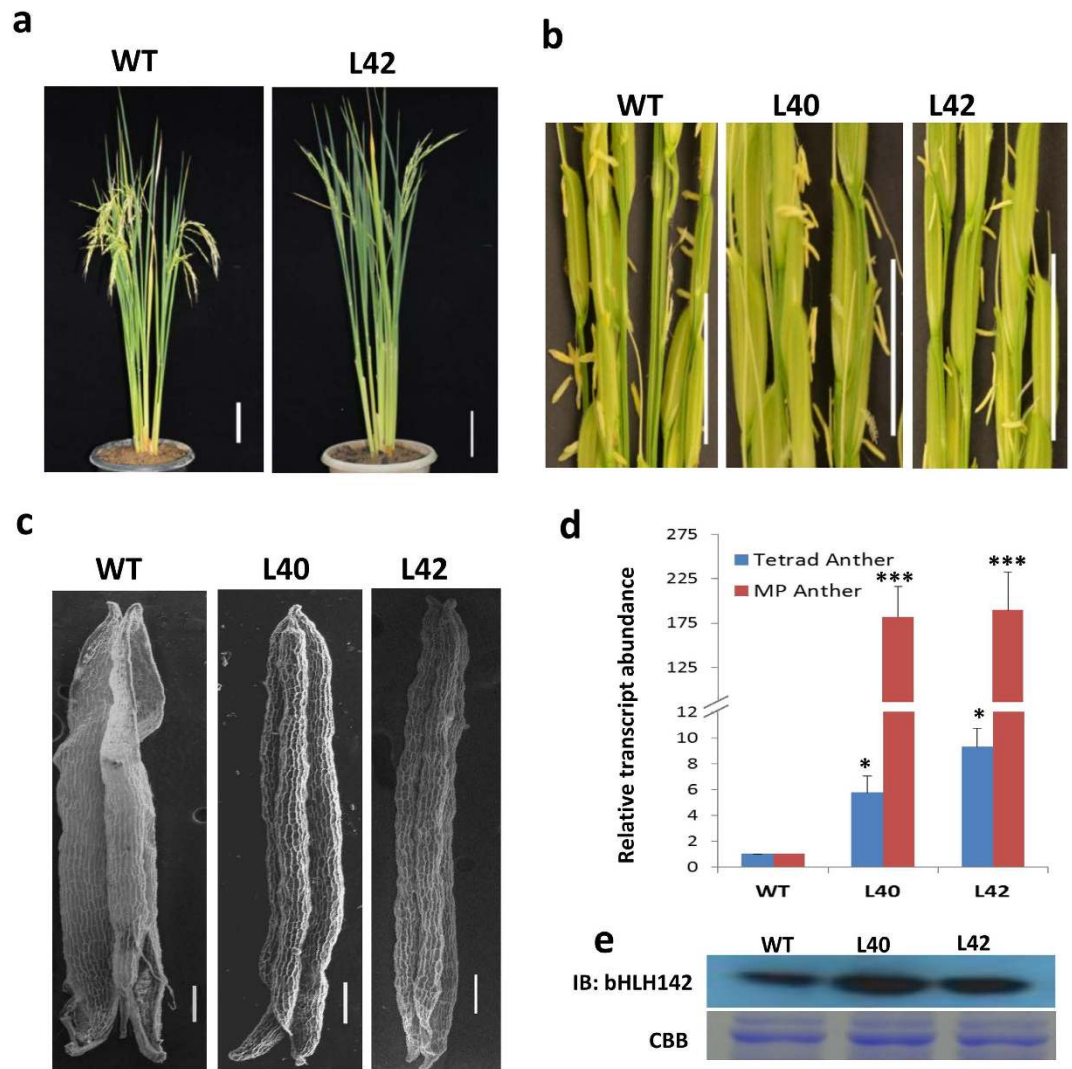 a
WT L42
b
WT L40 L42
c
WT L40 L42
d
Relative transcript abundance
275
225
175
125
12
10
8
6
4
2
0
Tetrad Anther
MP Anther
*
***
*
***
WT L40 L42
e
WT L40 L42
IB: bHLH142
CBB